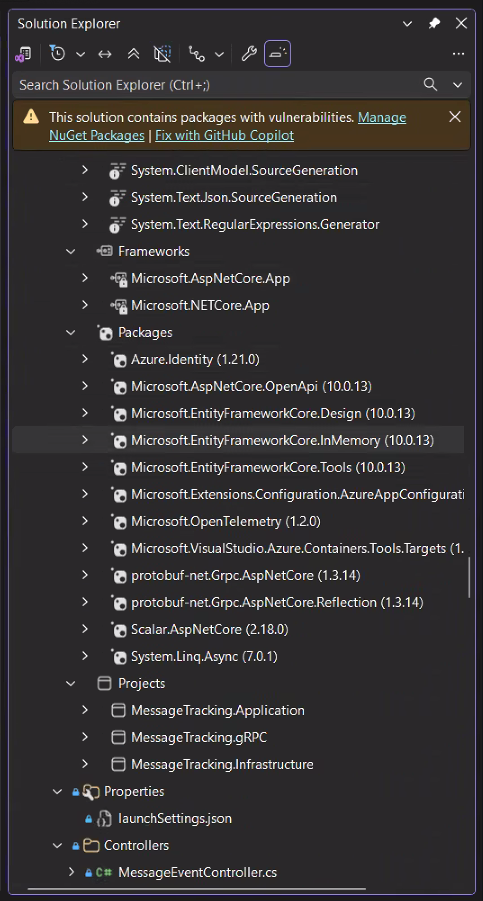 Solution Explorer
Search Solution Explorer (Ctrl+;)
This solution contains packages with vulnerabilities. Manage
NuGet Packages | Fix with GitHub Copilot
System.ClientModel.SourceGeneration
System.Text.Json.SourceGeneration
System.Text.RegularExpressions.Generator
Frameworks
Microsoft.AspNetCore.App
Microsoft.NETCore.App
Packages
Azure.Identity (1.21.0)
Microsoft.AspNetCore.OpenApi (10.0.13)
Microsoft.EntityFrameworkCore.Design (10.0.13)
Microsoft.EntityFrameworkCore.InMemory (10.0.13)
Microsoft.EntityFrameworkCore.Tools (10.0.13)
Microsoft.Extensions.Configuration.AzureAppConfigurati
Microsoft.OpenTelemetry (1.2.0)
Microsoft.VisualStudio.Azure.Containers.Tools.Targets (1.
protobuf-net.Grpc.AspNetCore (1.3.14)
protobuf-net.Grpc.AspNetCore.Reflection (1.3.14)
Scalar.AspNetCore (2.18.0)
System.Linq.Async (7.0.1)
Projects
MessageTracking.Application
MessageTracking.gRPC
MessageTracking.Infrastructure
Properties
launchSettings.json
Controllers
C# MessageEventController.cs